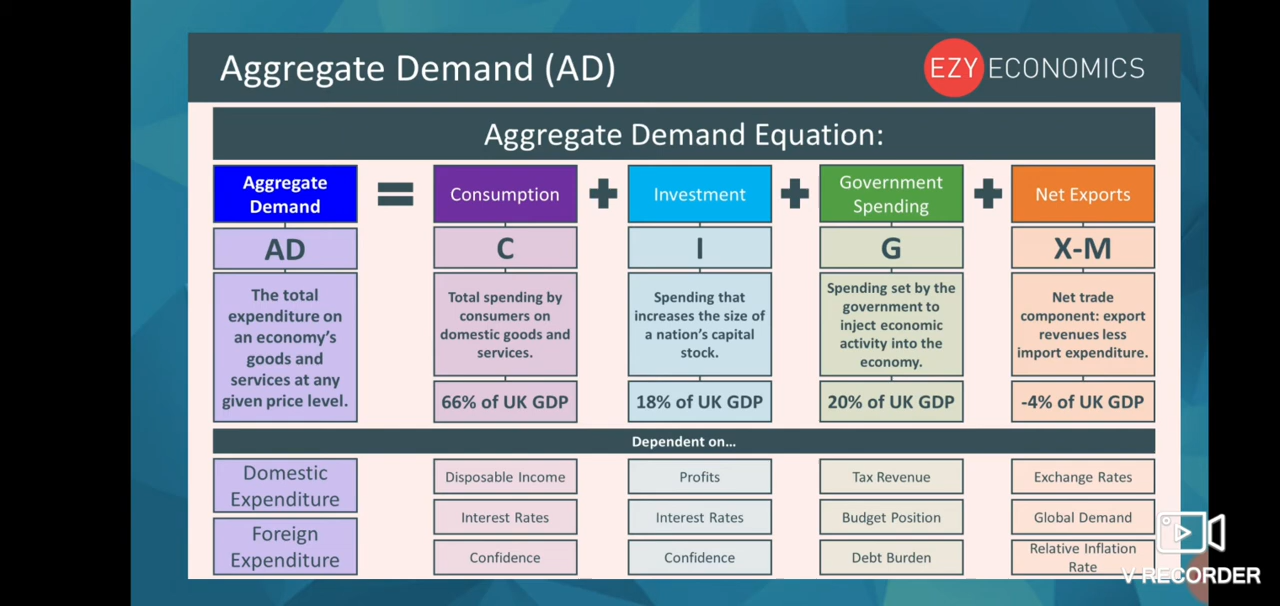 Aggregate Demand (AD)
EZY ECONOMICS
Aggregate Demand Equation:
Aggregate
Demand
=
Consumption
+
Investment
+
Government
Spending
+
Net Exports
AD
C
I
G
X-M
The total
expenditure on
an economy's
goods and
services at any
given price level.
Total spending by
consumers on
domestic goods and
services.
Spending that
increases the size of
a nation's capital
stock.
Spending set by the
government to
inject economic
activity into the
economy.
Net trade
component: export
revenues less
import expenditure.
66% of UK GDP
18% of UK GDP
20% of UK GDP
-4% of UK GDP
Dependent on...
Domestic
Expenditure
Foreign
Expenditure
Disposable Income
Profits
Tax Revenue
Exchange Rates
Interest Rates
Interest Rates
Budget Position
Global Demand
Confidence
Confidence
Debt Burden
Relative Inflation
Rate
V-RECORDER